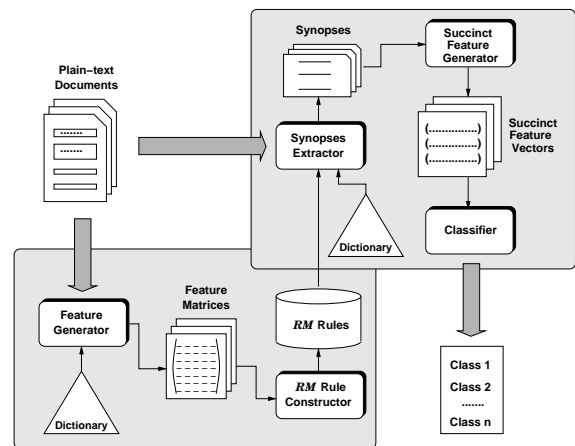 Plain-text
Documents
Synopses
Succinct
Feature
Generator
Synopses
Extractor
(..............)
(..............)
(..............)
Succinct
Feature
Vectors
Dictionary
Classifier
Feature
Generator
Feature
Matrices
RM Rules
RM Rule
Constructor
Dictionary
Class 1
Class 2
.......
Class n